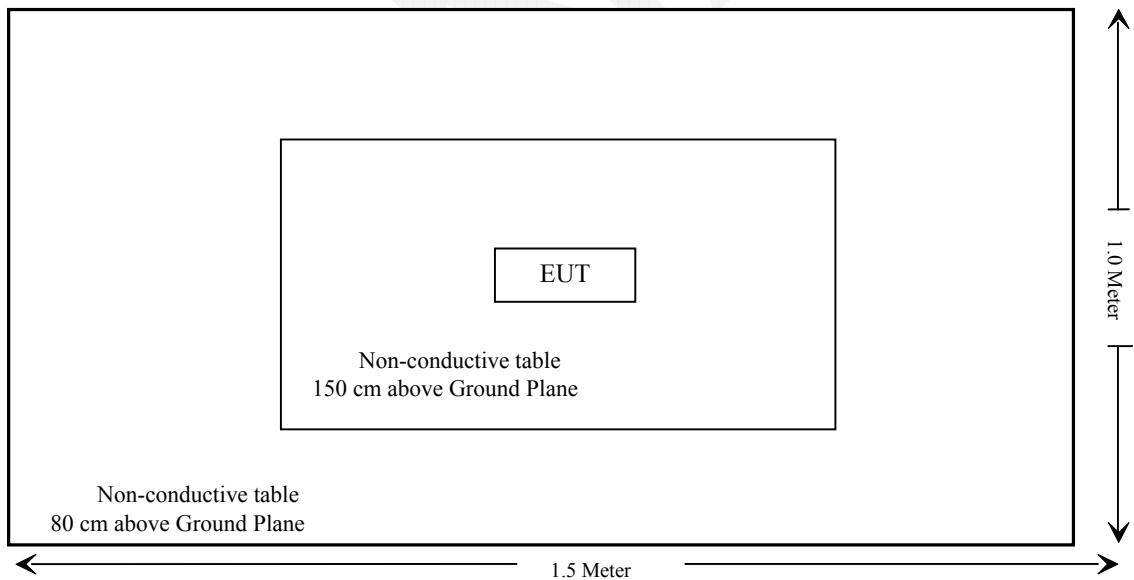 EUT
Non-conductive table
150 cm above Ground Plane
Non-conductive table
80 cm above Ground Plane
1.0 Meter
1.5 Meter